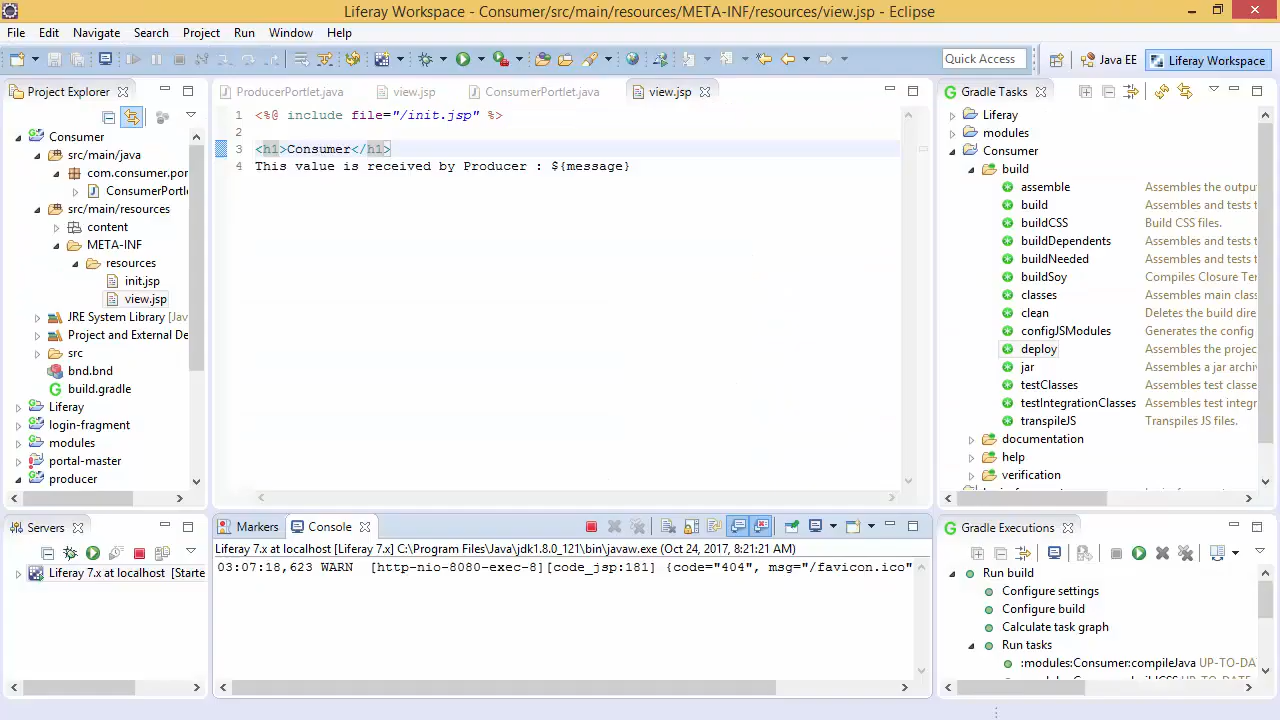 Liferay Workspace - Consumer/src/main/resources/META-INF/resources/view.jsp - Eclipse
File Edit Navigate Search Project Run Window Help
Quick Access
Java EE
Liferay Workspace
Project Explorer
Consumer
src/main/java
com.consumer.por
ConsumerPortle
src/main/resources
content
META-INF
resources
init.jsp
view.jsp
JRE System Library [Jav
Project and External De
src
bnd.bnd
build.gradle
Liferay
login-fragment
modules
portal-master
producer
ProducerPortlet.java
view.jsp
ConsumerPortlet.java
view.jsp
1 <%@ include file="/init.jsp" %>
2
3 <h1>Consumer</h1>
4 This value is received by Producer : ${message}
Gradle Tasks
Liferay
modules
Consumer
build
assemble Assembles the outpu
build Assembles and tests t
buildCSS Build CSS files.
buildDependents Assembles and tests t
buildNeeded Assembles and tests t
buildSoy Compiles Closure Ter
classes Assembles main class
clean Deletes the build dire
configJSModules Generates the config
deploy Assembles the projec
jar Assembles a jar archi
testClasses Assembles test classe
testIntegrationClasses Assembles test integr
transpileJS Transpiles JS files.
documentation
help
verification
Servers
Liferay 7.x at localhost [Starte
Markers
Console
Liferay 7.x at localhost [Liferay 7.x] C:\Program Files\Java\jdk1.8.0_121\bin\javaw.exe (Oct 24, 2017, 8:21:21 AM)
03:07:18,623 WARN [http-nio-8080-exec-8][code_jsp:181] {code="404", msg="/favicon.ico"
Gradle Executions
Run build
Configure settings
Configure build
Calculate task graph
Run tasks
:modules:Consumer:compileJava UP-TO-DA